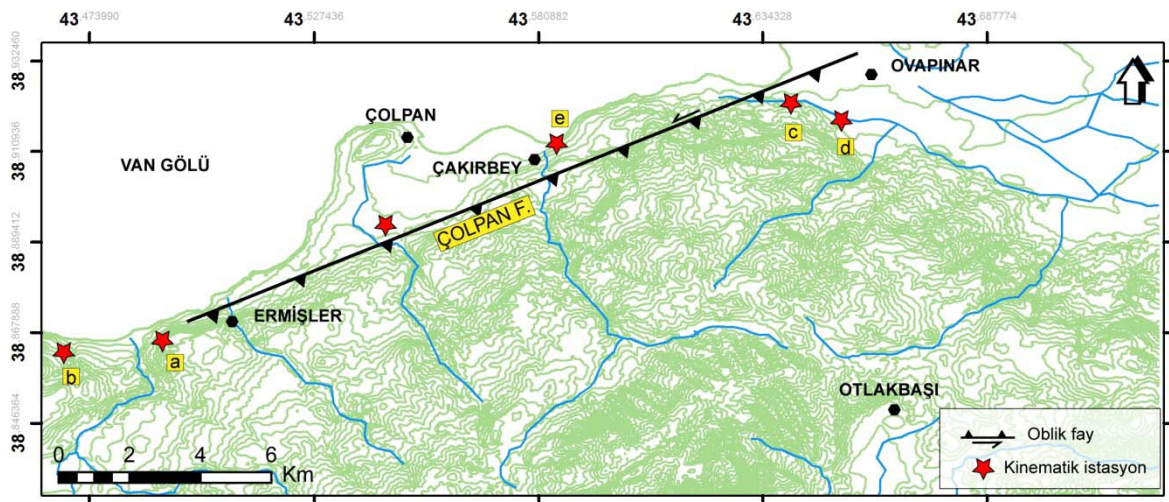 43.473990 43.527436 43.580882 43.634328 43.687774
38.932460
38.910936
38.889412
38.867888
38.846364
OVAPINAR
ÇOLPAN
e
c
d
VAN GÖLÜ
ÇAKIRBEY
ÇOLPAN F.
ERMİŞLER
b
a
OTLAKBAŞI
0 2 4 6
Km
Oblik fay
Kinematik istasyon